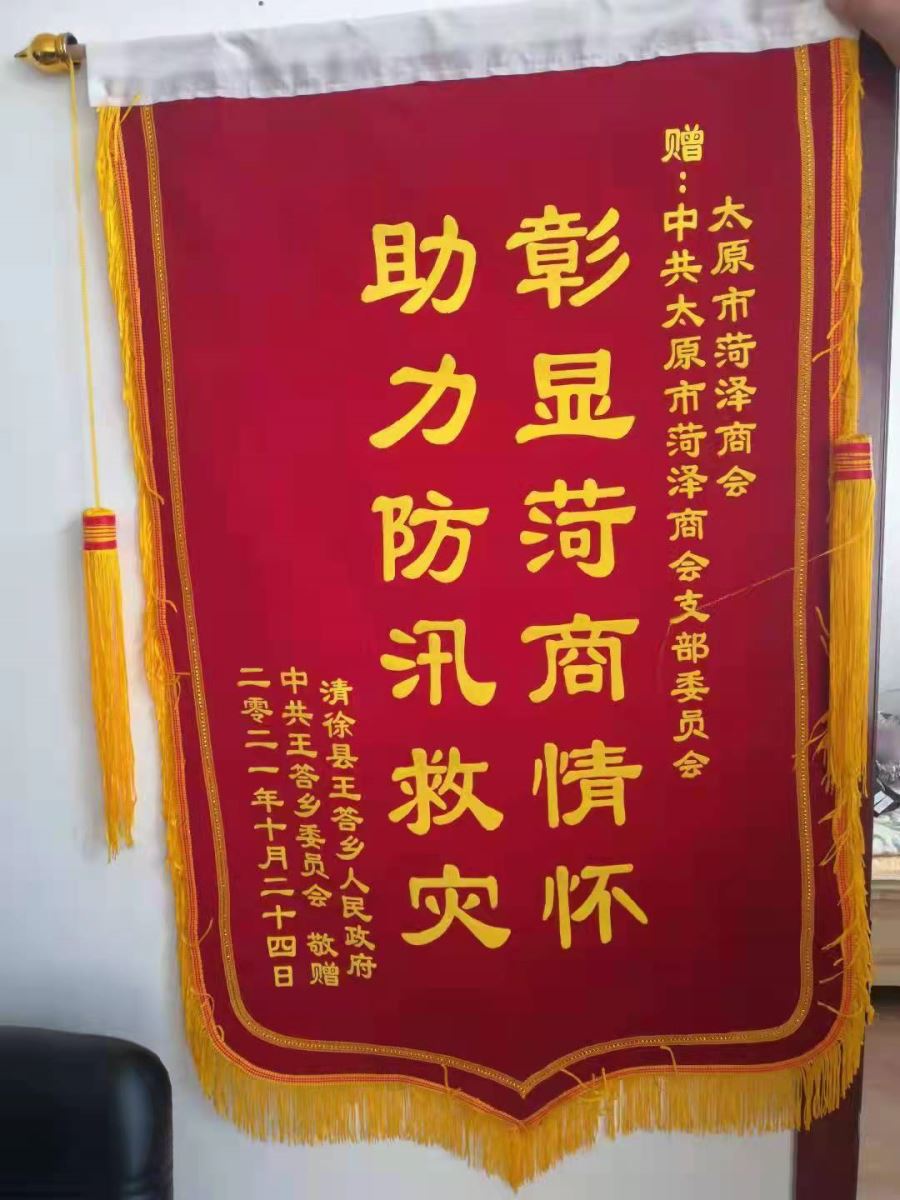 太原市菏泽商会
赠：中共太原市菏泽商会支部委员会
彰显菏商情怀
助力防汛救灾
清徐县王答乡人民政府
中共王答乡委员会 敬赠
二零二一年十月二十四日